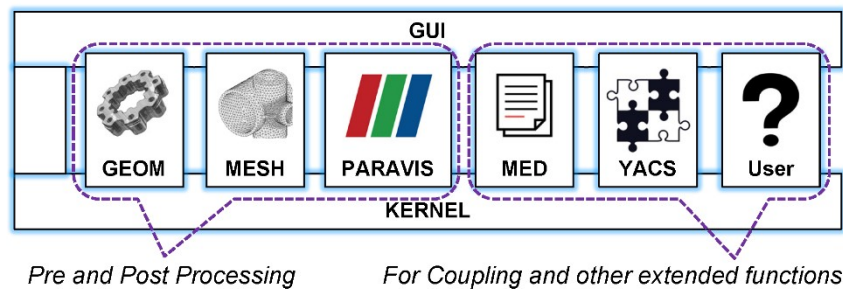 GUI
GEOM MESH PARAVIS MED YACS User
KERNEL
Pre and Post Processing For Coupling and other extended functions